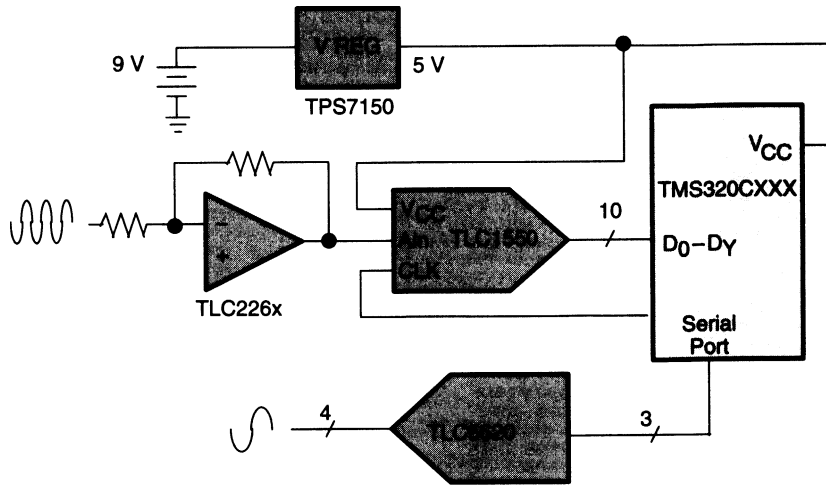 V REG
9 V
5 V
TPS7150
VCC
TMS320CXXX
VCC
Ain
TLC1550
CLK
10
D0–DY
–
+
TLC226x
Serial
Port
4
3